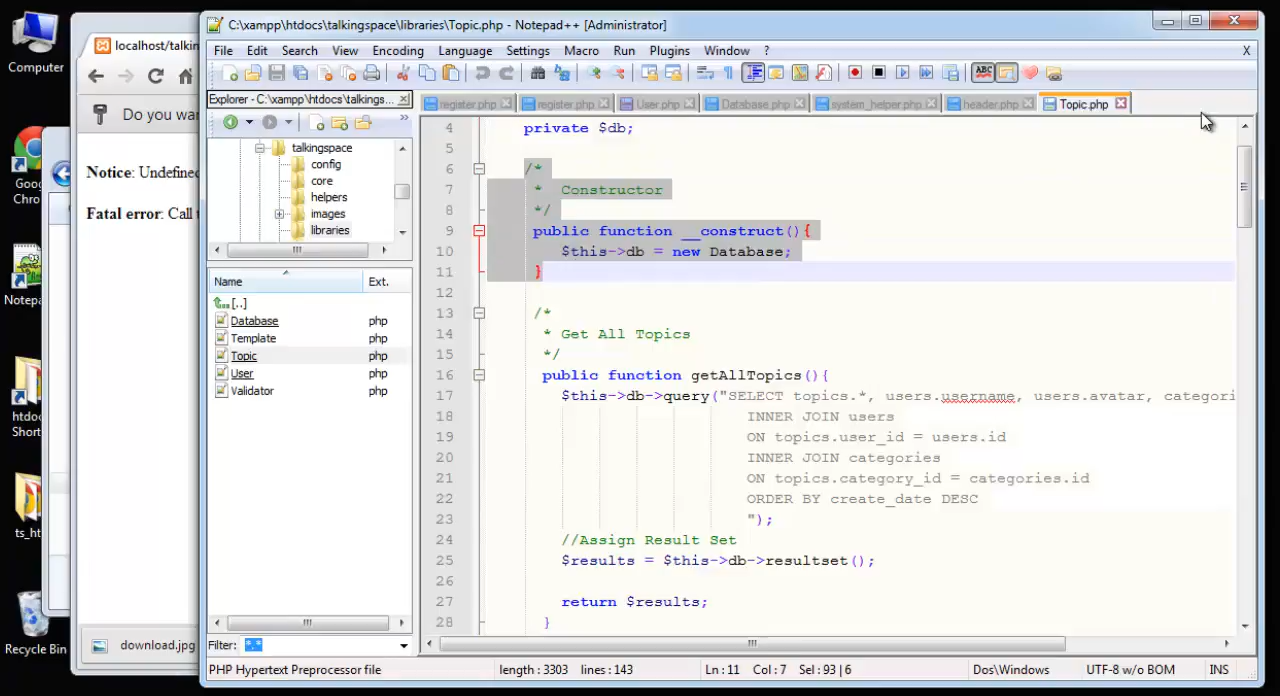 C:\xampp\htdocs\talkingspace\libraries\Topic.php - Notepad++ [Administrator]
File Edit Search View Encoding Language Settings Macro Run Plugins Window ? X
ABC
Explorer - C:\xampp\htdocs\talkings...
register.php register.php User.php Database.php system_helper.php header.php Topic.php
talkingspace
config
core
helpers
images
libraries
Name Ext.
[..]
Database php
Template php
Topic php
User php
Validator php
Filter: *.*
4 private $db;
5
6 /*
7 * Constructor
8 */
9 public function __construct(){
10 $this->db = new Database;
11 }
12
13 /*
14 * Get All Topics
15 */
16 public function getAllTopics(){
17 $this->db->query("SELECT topics.*, users.username, users.avatar, categori
18 INNER JOIN users
19 ON topics.user_id = users.id
20 INNER JOIN categories
21 ON topics.category_id = categories.id
22 ORDER BY create_date DESC
23 ");
24 //Assign Result Set
25 $results = $this->db->resultset();
26
27 return $results;
28 }
PHP Hypertext Preprocessor file length : 3303 lines : 143 Ln : 11 Col : 7 Sel : 93 | 6 Dos\Windows UTF-8 w/o BOM INS
Computer
Goo
Chro
Notep
htdo
Short
ts_ht
Recycle Bin
localhost/talkin
Do you wan
Notice: Undefined
Fatal error: Call t
download.jpg